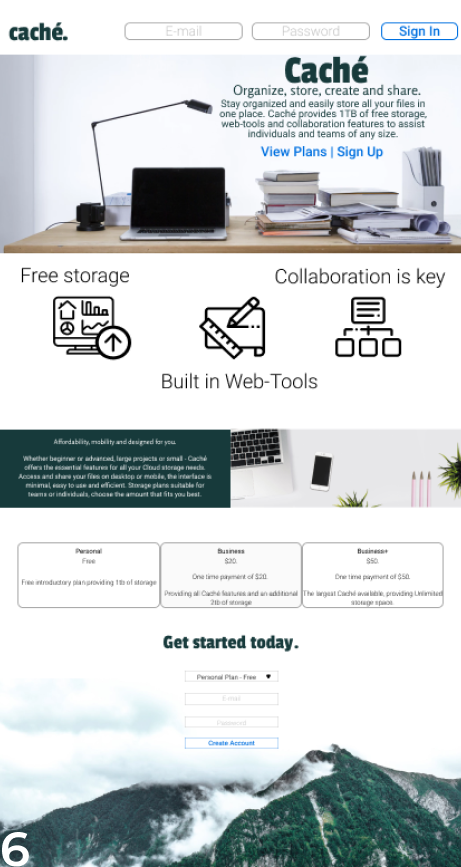 caché.
E-mail
Password
Sign In
Caché
Organize, store, create and share.
Stay organized and easily store all your files in
one place. Caché provides 1TB of free storage,
web-tools and collaboration features to assist
individuals and teams of any size.
View Plans | Sign Up
Free storage
Collaboration is key
Built in Web-Tools
Affordability, mobility and designed for you.
Whether beginner or advanced, large projects or small - Caché
offers the essential features for all your Cloud storage needs.
Access and share your files on desktop or mobile, the interface is
minimal, easy to use and efficient. Storage plans suitable for
teams or individuals, choose the amount that fits you best.
Personal
Free
Free introductory plan providing 1tb of storage
Business
$20.
One time payment of $20.
Providing all Caché features and an additional
2tb of storage
Business+
$50.
One time payment of $50.
The largest Caché available, providing Unlimited
storage space
Get started today.
Personal Plan - Free
E-mail
Password
Create Account
6